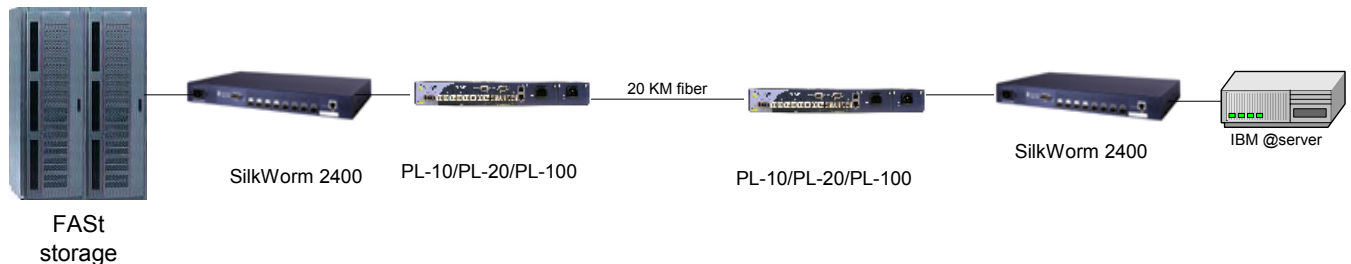 20 KM fiber
IBM @server
SilkWorm 2400
PL-10/PL-20/PL-100
PL-10/PL-20/PL-100
SilkWorm 2400
FASt
storage